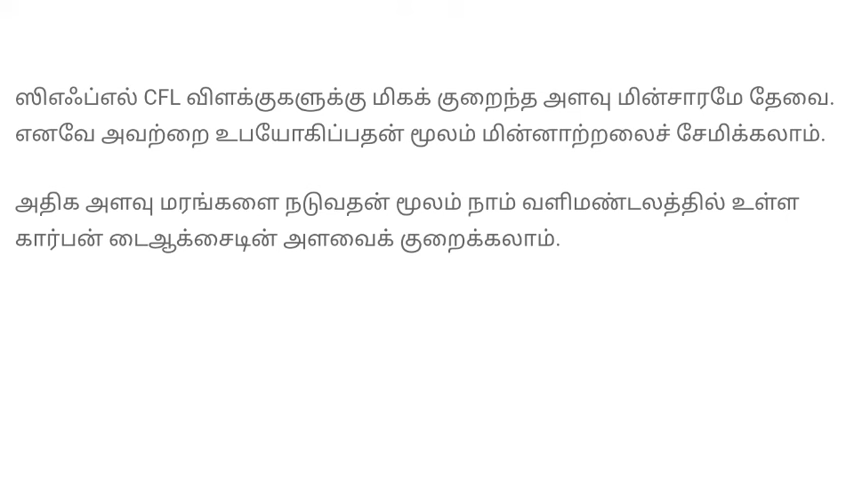 ஸிஎஃப்எல் CFL விளக்குகளுக்கு மிகக் குறைந்த அளவு மின்சாரமே தேவை.
எனவே அவற்றை உபயோகிப்பதன் மூலம் மின்னாற்றலைச் சேமிக்கலாம்.
அதிக அளவு மரங்களை நடுவதன் மூலம் நாம் வளிமண்டலத்தில் உள்ள
கார்பன் டைஆக்சைடின் அளவைக் குறைக்கலாம்.